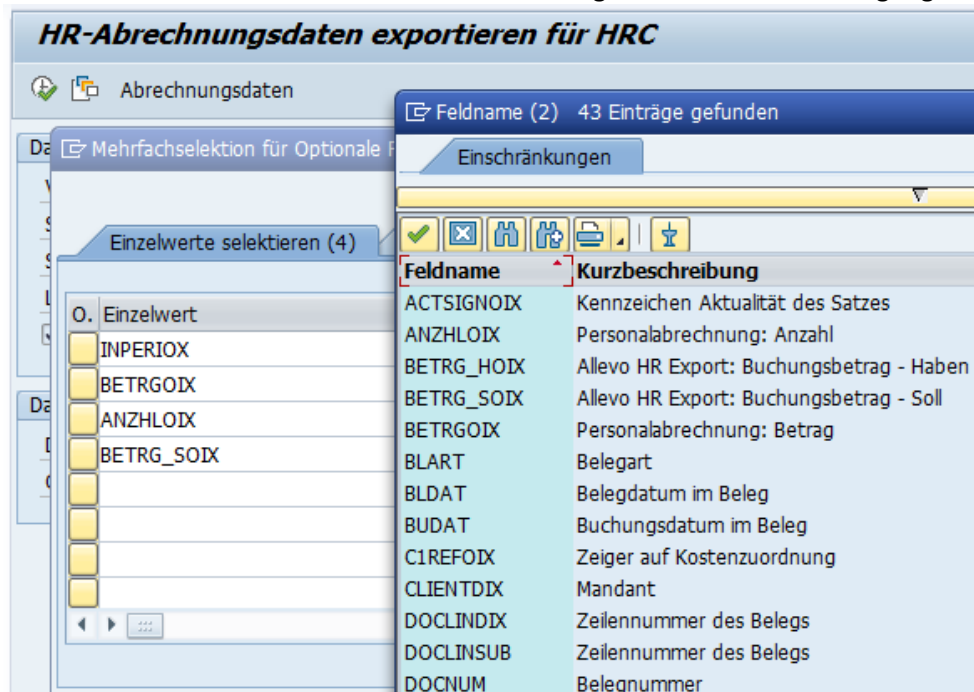 HR-Abrechnungsdaten exportieren für HRC
Abrechnungsdaten
Feldname (2) 43 Einträge gefunden
Mehrfachselektion für Optionale
Einschränkungen
Einzelwerte selektieren (4)
Feldname Kurzbeschreibung
O. Einzelwert
INPERIOX
BETRGOIX
ANZHLOIX
BETRG_SOIX
ACTSIGNOIX Kennzeichen Aktualität des Satzes
ANZHLOIX Personalabrechnung: Anzahl
BETRG_HOIX Allevo HR Export: Buchungsbetrag - Haben
BETRG_SOIX Allevo HR Export: Buchungsbetrag - Soll
BETRGOIX Personalabrechnung: Betrag
BLART Belegart
BLDAT Belegdatum im Beleg
BUDAT Buchungsdatum im Beleg
C1REFOIX Zeiger auf Kostenzuordnung
CLIENTDIX Mandant
DOCLINDIX Zeilennummer des Belegs
DOCLINSUB Zeilennummer des Belegs
DOCNUM Belegnummer